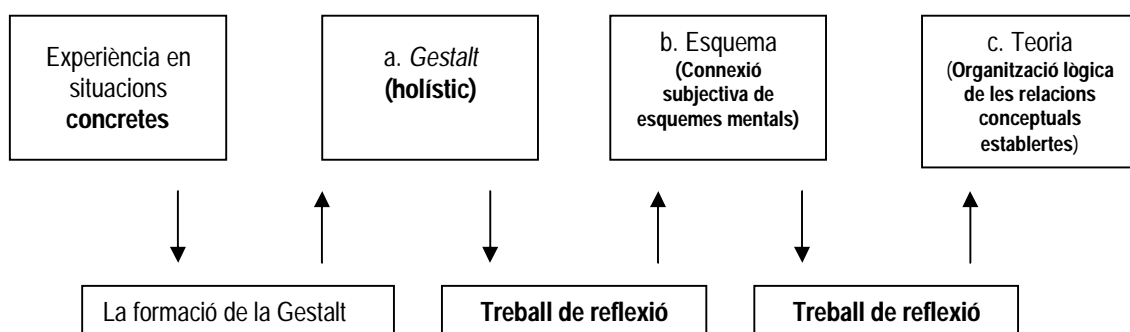 Experiència en
situacions
concretes
a. Gestalt
(holístic)
b. Esquema
(Connexió
subjectiva de
esquemes mentals)
c. Teoria
(Organització lògica
de les relacions
conceptuals
establertes)
La formació de la Gestalt
Treball de reflexió
Treball de reflexió